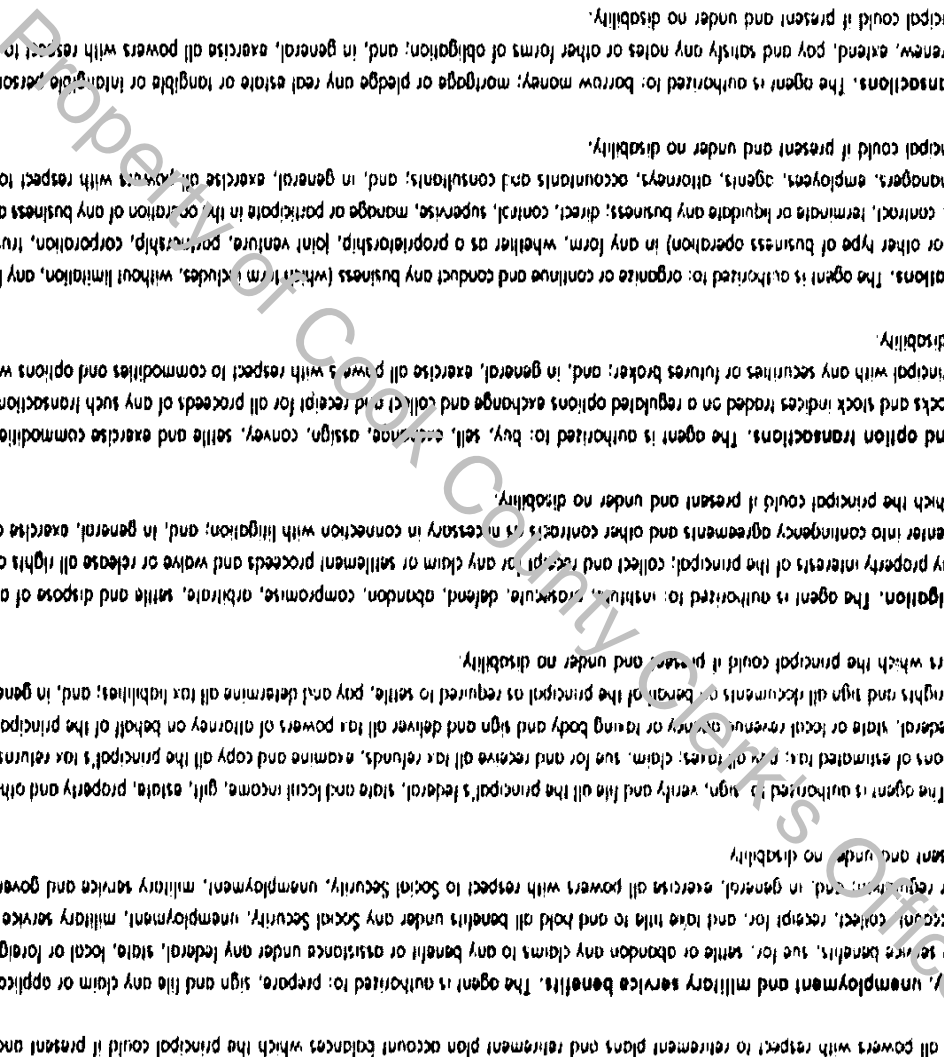 all powers with respect to retirement plans and retirement plan account balances which the principal could if present and
unemployment and military service benefits. The agent is authorized to: prepare, sign and file any claim or applica
service benefits, sue for, settle or abandon any claims to any benefit or assistance under any federal, state, local or foreig
account, collect, receipt for, and take title to and hold all benefits under any Social Security, unemployment, military service
regulation; and, in general, exercise all powers with respect to Social Security, unemployment, military service and gover
sent and under no disability.
The agent is authorized to: sign, verify and file all the principal's federal, state and local income, gift, estate, property and oth
ons of estimated tax; pay all taxes; claim, sue for and receive all tax refunds, examine and copy all the principal's tax returns
ederal, state or local revenue agency or taxing body and sign and deliver all tax powers of attorney on behalf of the principa
rights and sign all documents on behalf of the principal as required to settle, pay and determine all tax liabilities; and, in gene
rs which the principal could if present and under no disability.
igation. The agent is authorized to: institute, prosecute, defend, abandon, compromise, arbitrate, settle and dispose of a
y property interests of the principal; collect and receipt for any claim or settlement proceeds and waive or release all rights o
enter into contingency agreements and other contracts as necessary in connection with litigation; and, in general, exercise
hich the principal could if present and under no disability.
nd option transactions. The agent is authorized to: buy, sell, exchange, assign, convey, settle and exercise commoditie
ocks and stock indices traded on a regulated options exchange and collect and receipt for all proceeds of any such transaction
rincipal with any securities or futures broker; and, in general, exercise all powers with respect to commodities and options w
disability.
ations. The agent is authorized to: organize or continue and conduct any business (which term includes, without limitation, any
or other type of business operation) in any form, whether as a proprietorship, joint venture, partnership, corporation, trus
contract, terminate or liquidate any business; direct, control, supervise, manage or participate in the operation of any business a
managers, employees, agents, attorneys, accountants and consultants; and, in general, exercise all powers with respect to
ncipal could if present and under no disability.
nsactions. The agent is authorized to: borrow money; mortgage or pledge any real estate or tangible or intangible person
enew, extend, pay and satisfy any notes or other forms of obligation; and, in general, exercise all powers with respect to
cipal could if present and under no disability.
Property of Cook County Clerk's Office